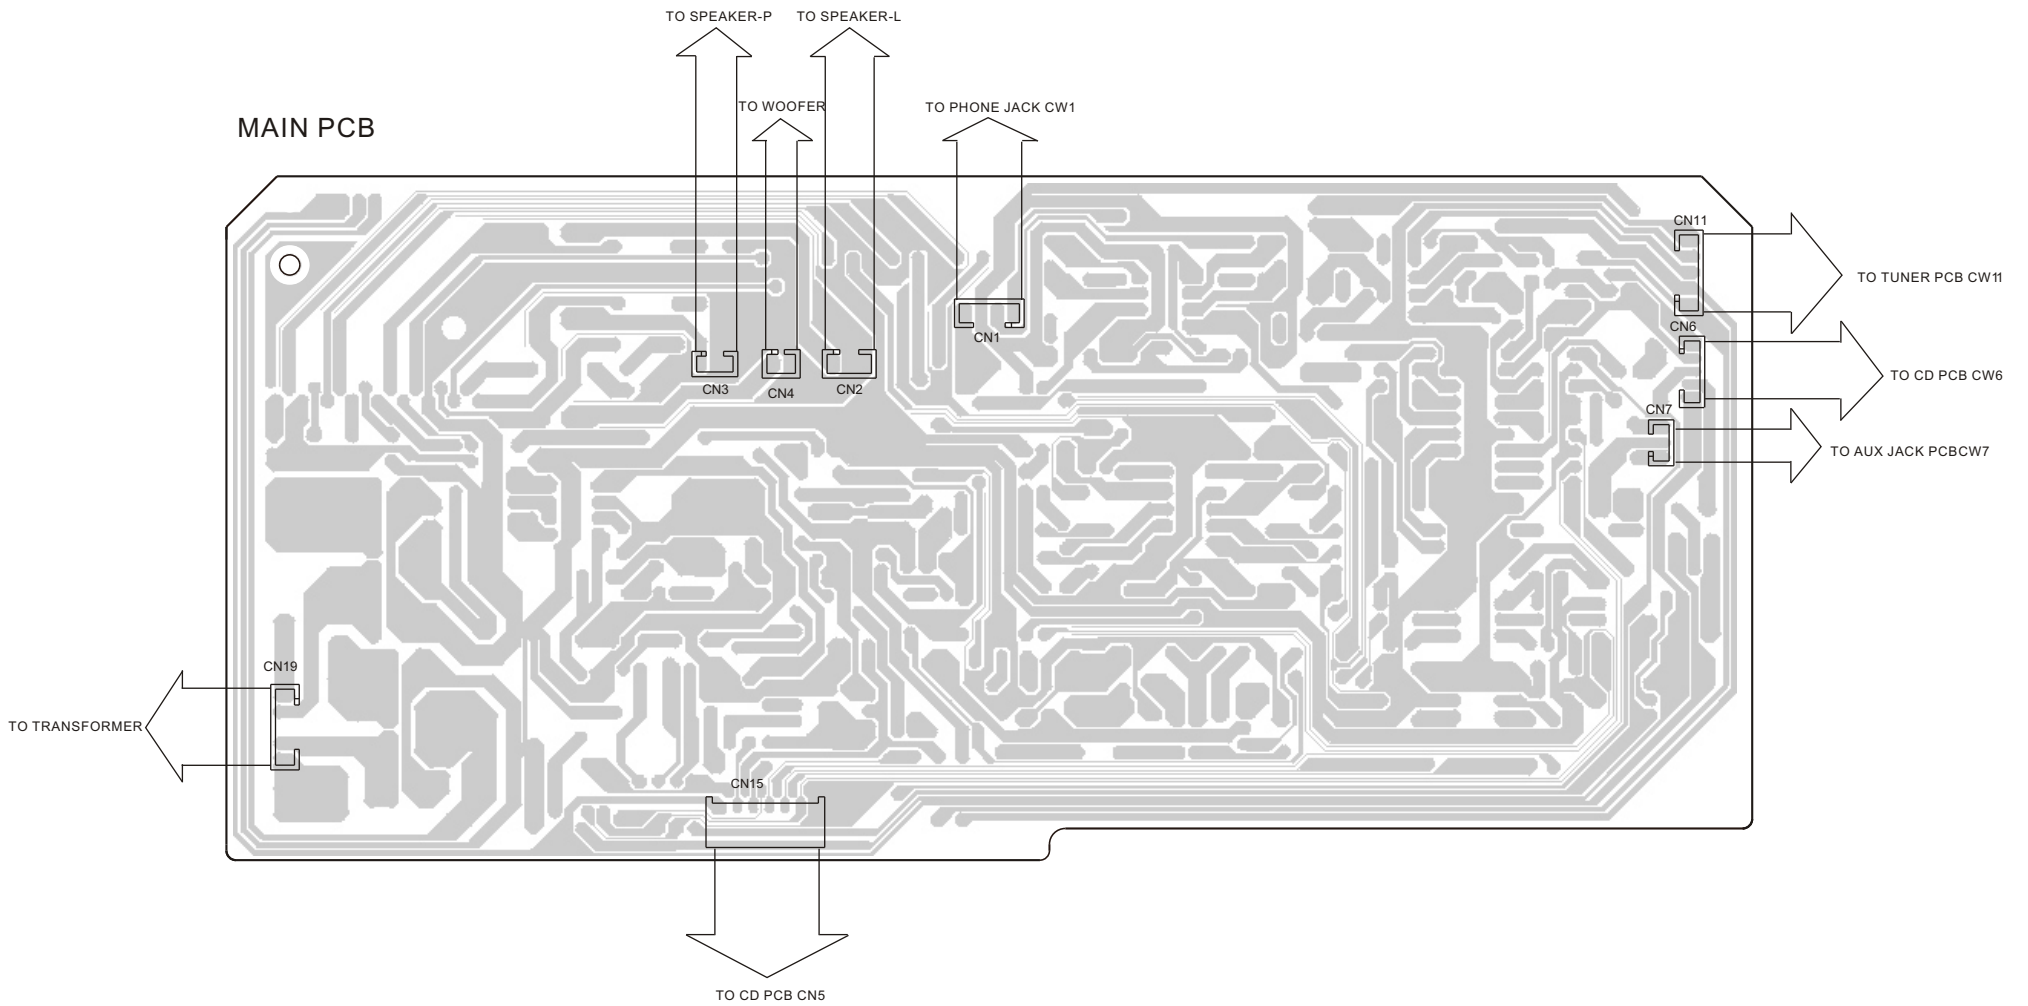 TO SPEAKER-P
TO SPEAKER-L
TO WOOFER
TO PHONE JACK CW1
MAIN PCB
CN11
TO TUNER PCB CW11
CN6
CN1
TO CD PCB CW6
CN3
CN4
CN2
CN7
TO AUX JACK PCBCW7
CN19
TO TRANSFORMER
CN15
TO CD PCB CN5